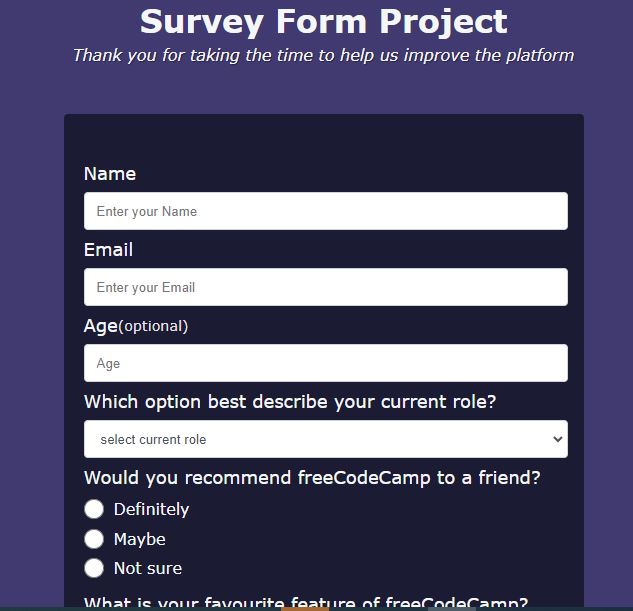 Survey Form Project
Thank you for taking the time to help us improve the platform
Name
Enter your Name
Email
Enter your Email
Age(optional)
Age
Which option best describe your current role?
select current role
Would you recommend freeCodeCamp to a friend?
Definitely
Maybe
Not sure
What is your favourite feature of freeCodeCamp?